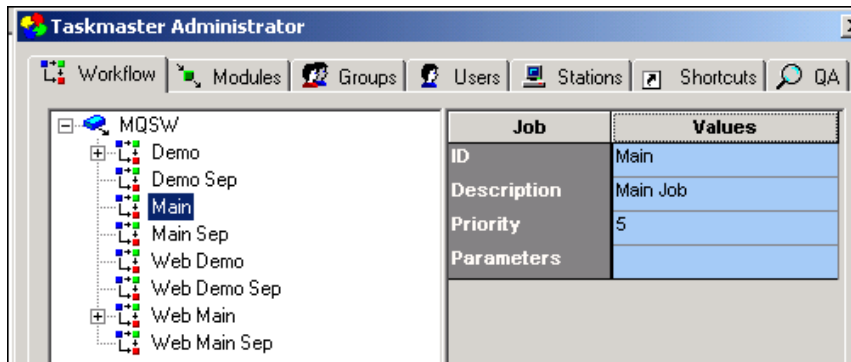 Taskmaster Administrator
Workflow Modules Groups Users Stations Shortcuts QA
MQSW
Demo
Demo Sep
Main
Main Sep
Web Demo
Web Demo Sep
Web Main
Web Main Sep
Job Values
ID Main
Description Main Job
Priority 5
Parameters